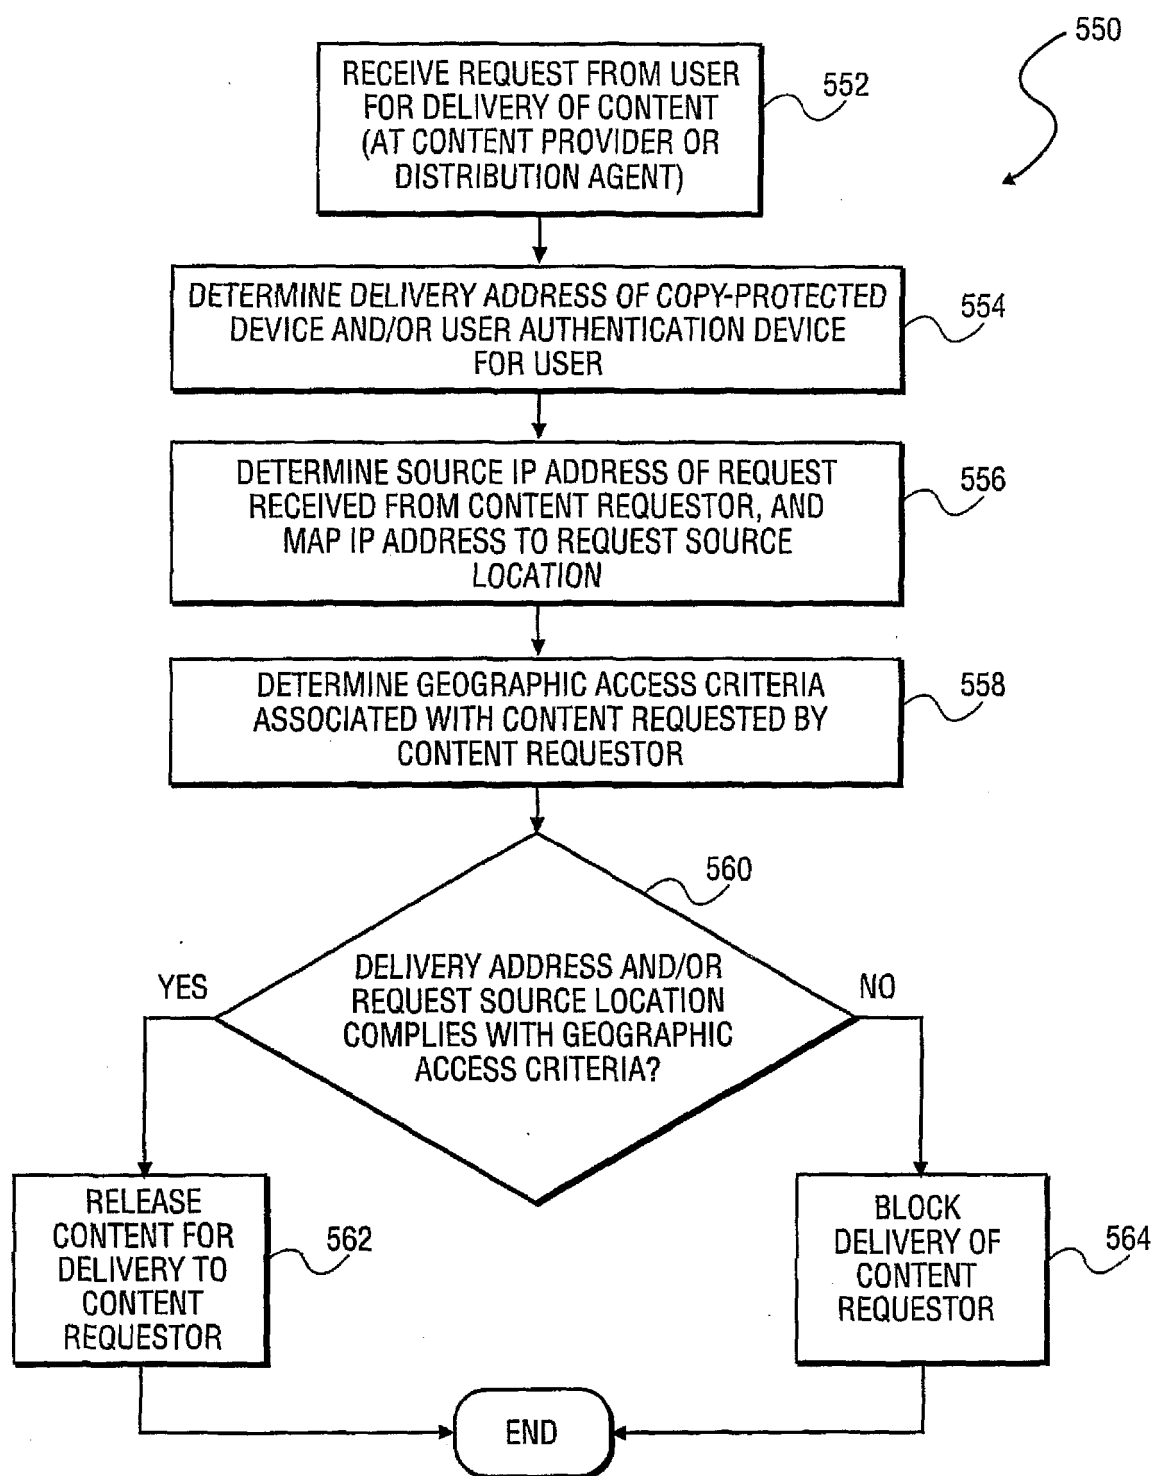 550
RECEIVE REQUEST FROM USER
FOR DELIVERY OF CONTENT
(AT CONTENT PROVIDER OR
DISTRIBUTION AGENT)
552
DETERMINE DELIVERY ADDRESS OF COPY-PROTECTED
DEVICE AND/OR USER AUTHENTICATION DEVICE
FOR USER
554
DETERMINE SOURCE IP ADDRESS OF REQUEST
RECEIVED FROM CONTENT REQUESTOR, AND
MAP IP ADDRESS TO REQUEST SOURCE
LOCATION
556
DETERMINE GEOGRAPHIC ACCESS CRITERIA
ASSOCIATED WITH CONTENT REQUESTED BY
CONTENT REQUESTOR
558
560
DELIVERY ADDRESS AND/OR
REQUEST SOURCE LOCATION
COMPLIES WITH GEOGRAPHIC
ACCESS CRITERIA?
YES
NO
RELEASE
CONTENT FOR
DELIVERY TO
CONTENT
REQUESTOR
562
BLOCK
DELIVERY OF
CONTENT
REQUESTOR
564
END